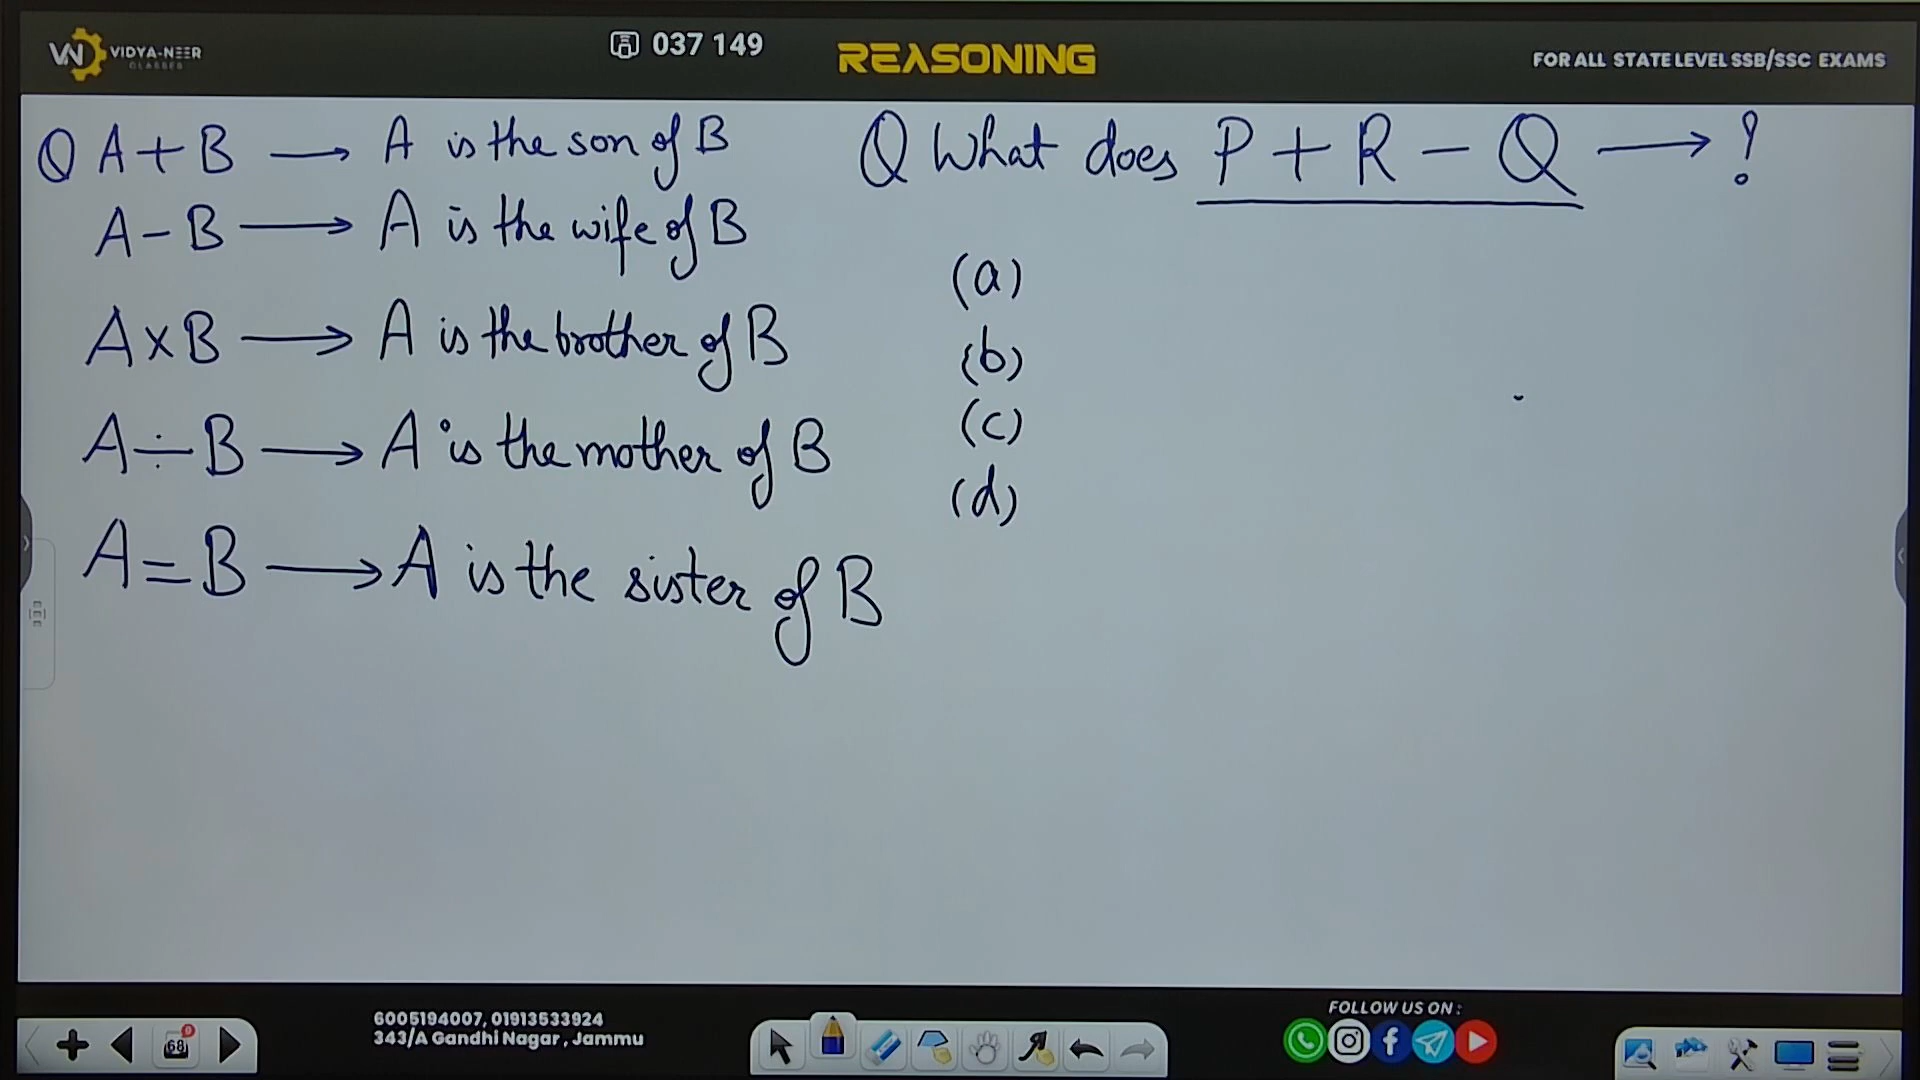 VIDYA-NEER
CLASSES
037 149
REASONING
FOR ALL STATE LEVEL SSB/SSC EXAMS
Q A+B → A is the son of B
A-B → A is the wife of B
A×B → A is the brother of B
A÷B → A is the mother of B
A=B → A is the sister of B
Q What does P+R-Q → ?
(a)
(b)
(c)
(d)
68
9
6005194007, 01913533924
343/A Gandhi Nagar, Jammu
FOLLOW US ON :